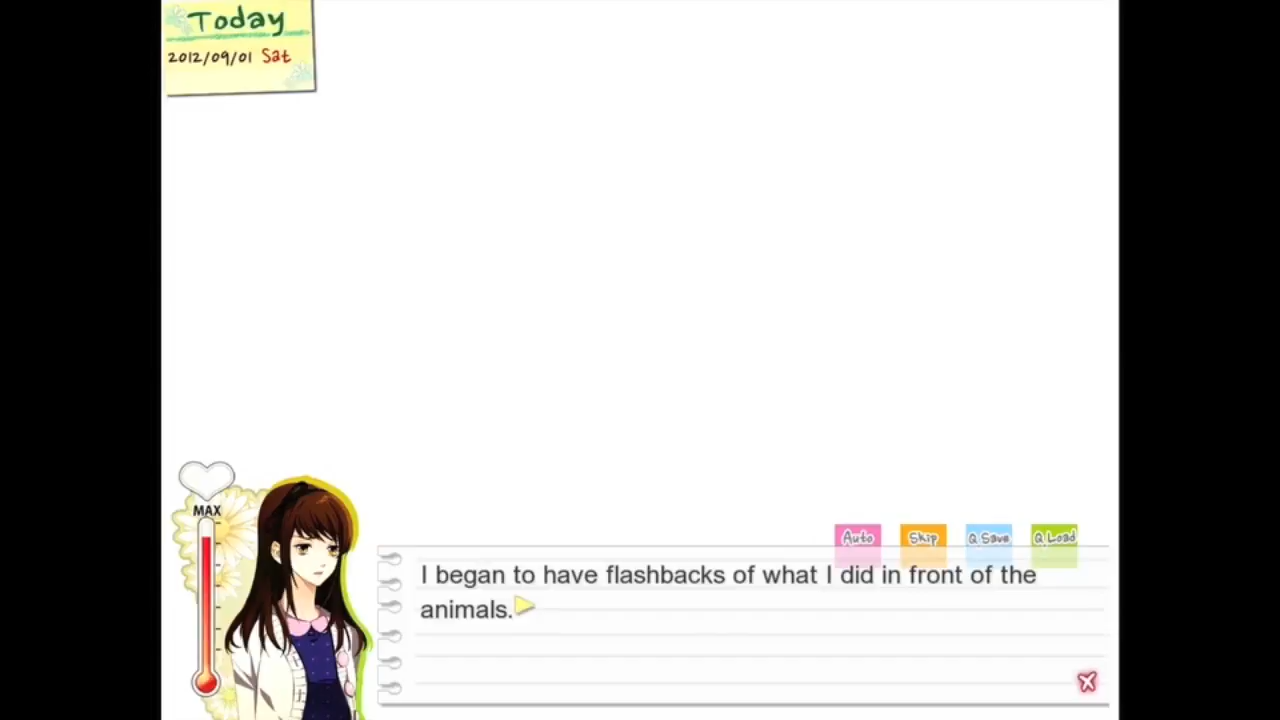 Today
2012/09/01 Sat
MAX
Auto
Skip
Q.Save
Q.Load
I began to have flashbacks of what I did in front of the
animals.